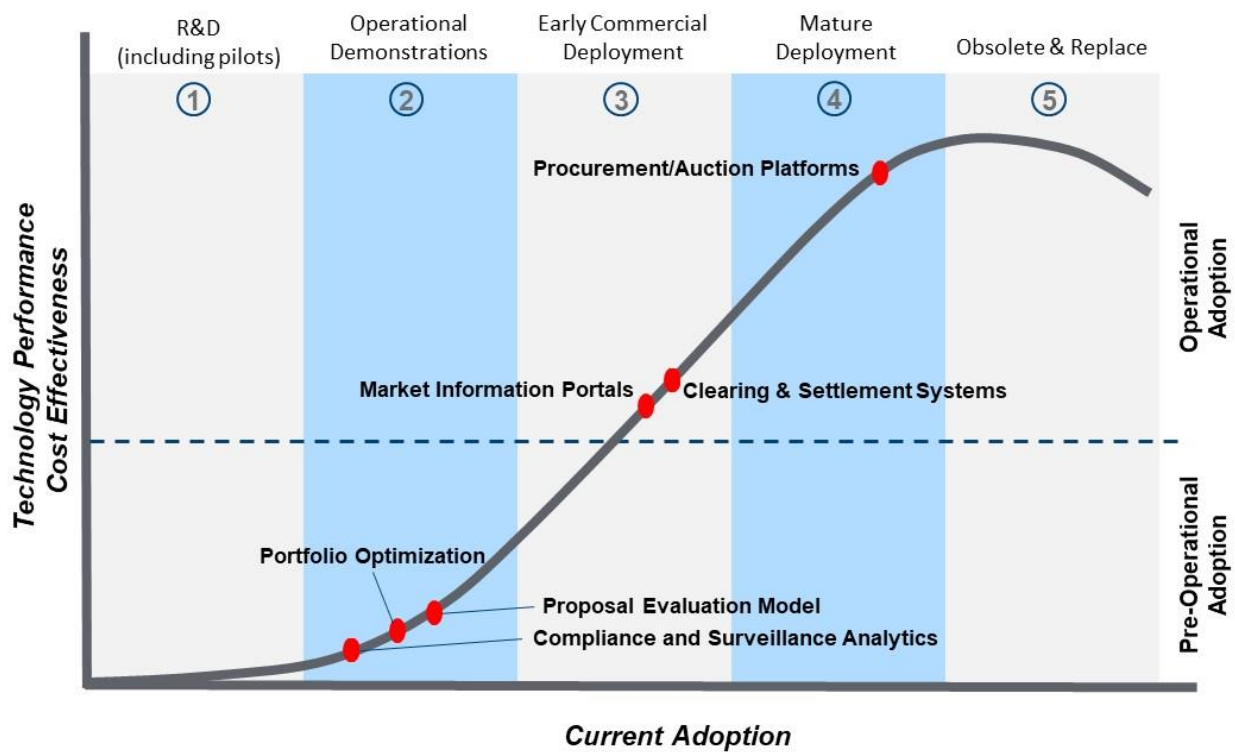 R&D
(including pilots)
Operational
Demonstrations
Early Commercial
Deployment
Mature
Deployment
Obsolete & Replace
1
2
3
4
5
Procurement/Auction Platforms
Market Information Portals
Clearing & Settlement Systems
Portfolio Optimization
Proposal Evaluation Model
Compliance and Surveillance Analytics
Technology Performance
Cost Effectiveness
Operational
Adoption
Pre-Operational
Adoption
Current Adoption